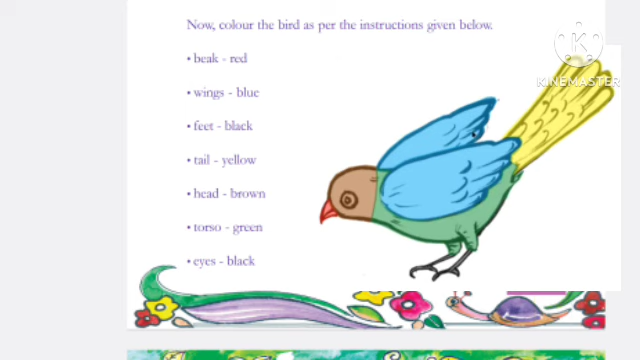 Now, colour the bird as per the instructions given below.
• beak - red
• wings - blue
• feet - black
• tail - yellow
• head - brown
• torso - green
• eyes - black
K
KINEMASTER